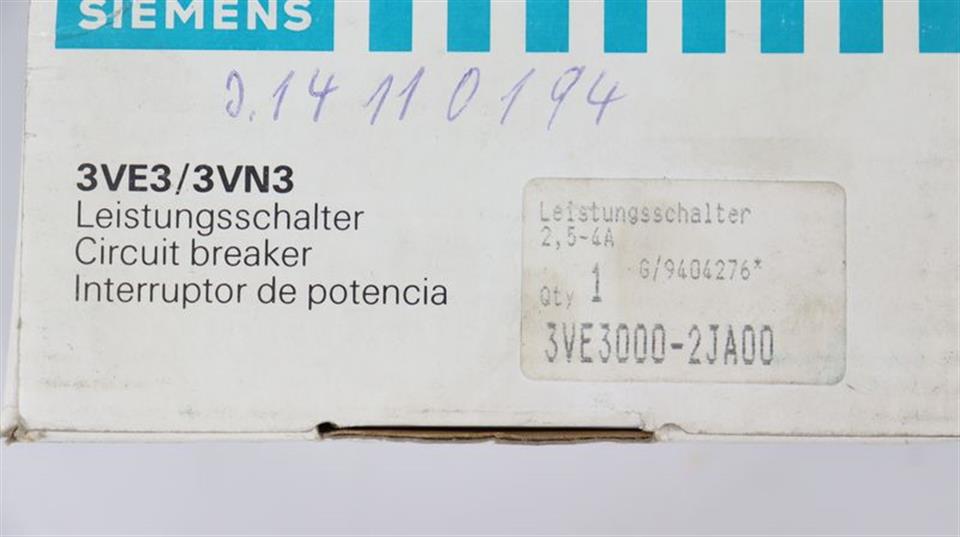 SIEMENS
J.14 11 0194
3VE3/3VN3
Leistungsschalter
Circuit breaker
Interruptor de potencia
Leistungsschalter
2,5-4A
G/9404276*
Qty 1
3VE3000-2JA00